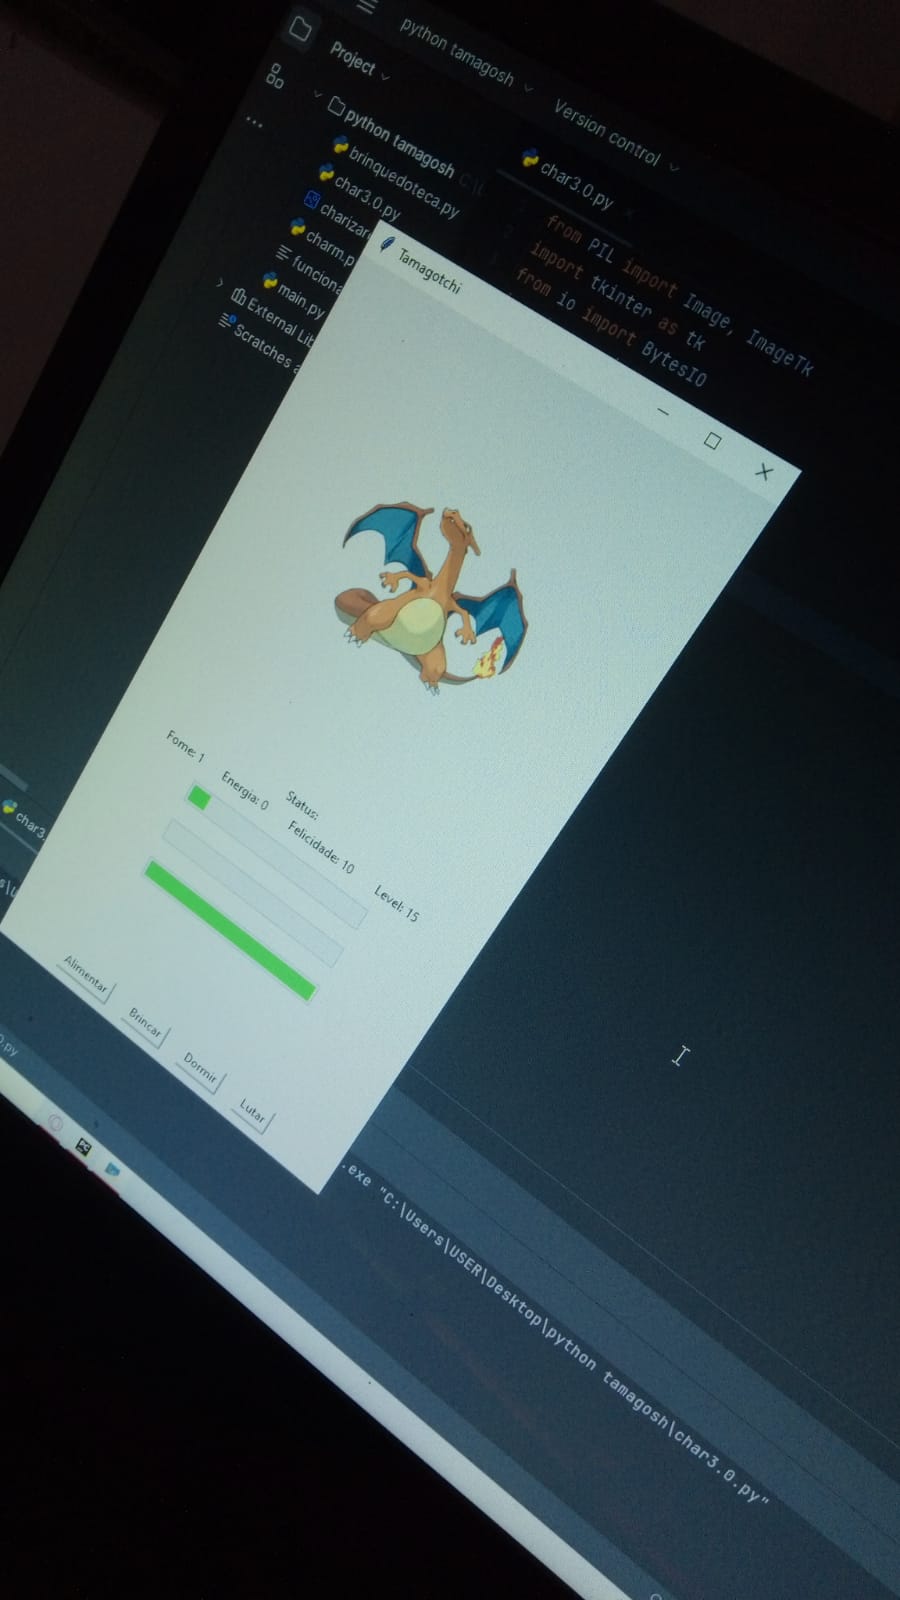 python tamagosh
Version control
Project
python tamagosh
brinquedoteca.py
char3.0.py
charm.p
main.py
External Lib
Scratches a
char3.0.py
from PIL import Image, ImageTk
import tkinter as tk
from io import BytesIO
Tamagotchi
Fome: 1
Energia: 0
Status:
Felicidade: 10
Level: 15
Alimentar
Brincar
Dormir
Lutar
char3.
.exe "C:\Users\USER\Desktop\python tamagosh\char3.0.py"